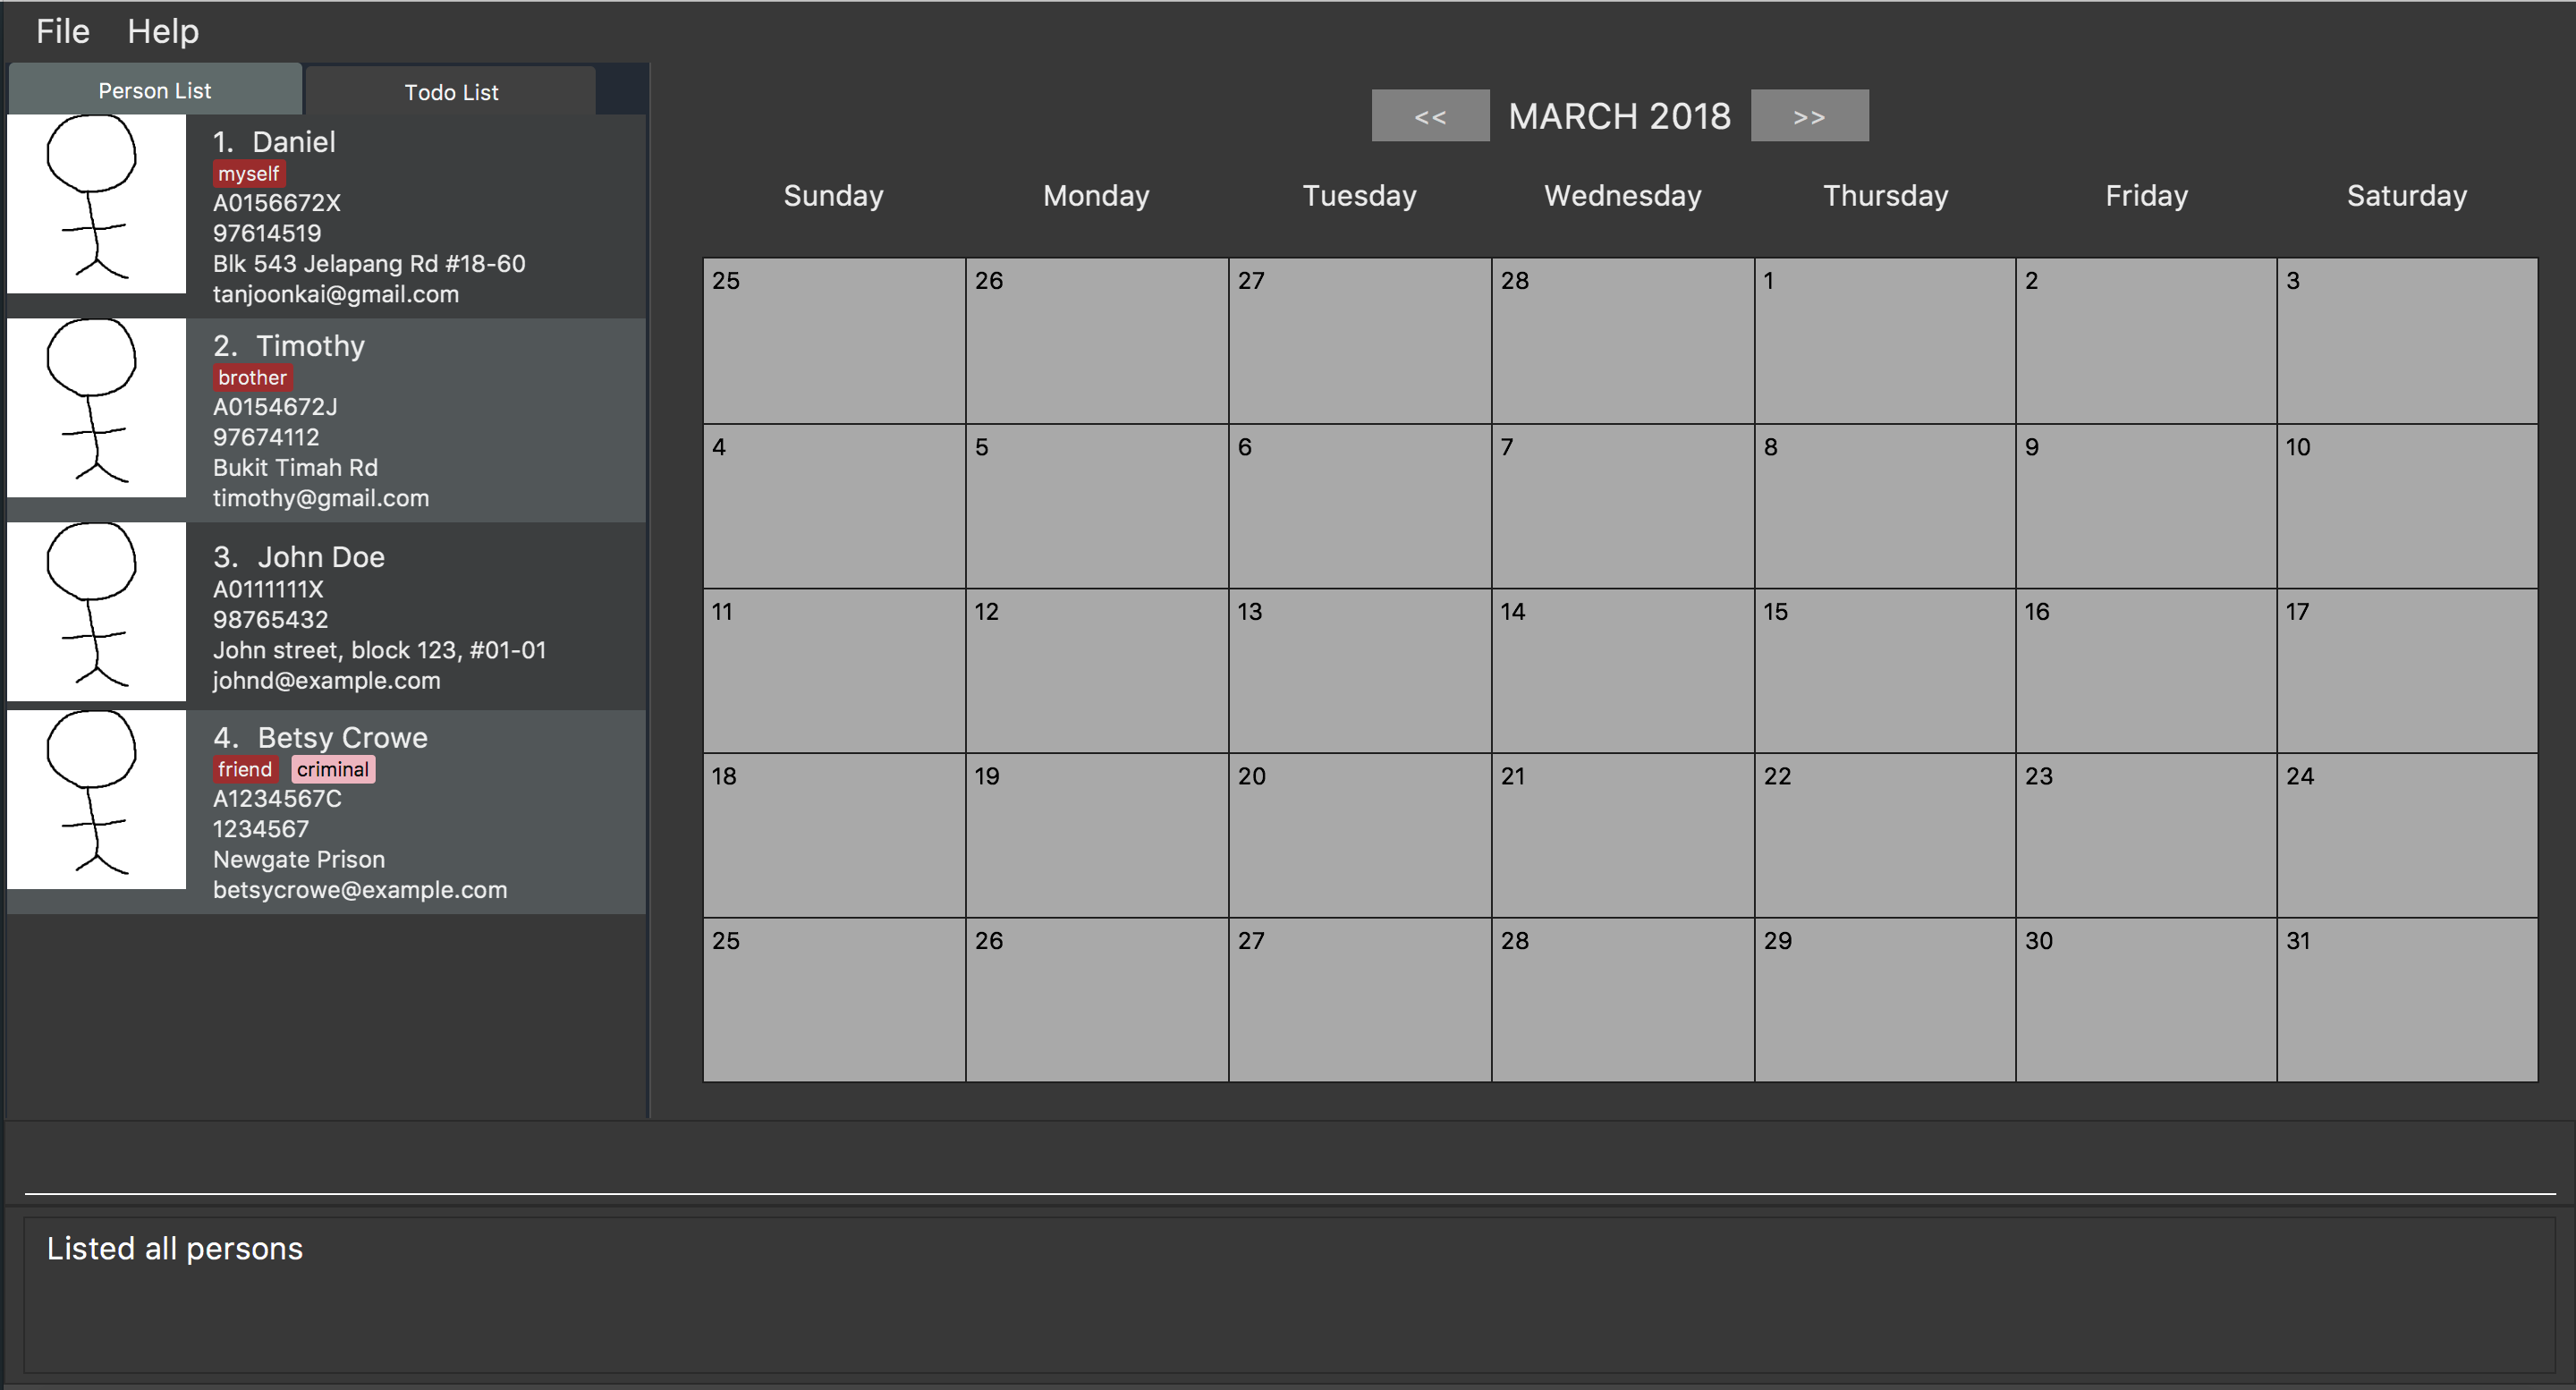 File Help
Person List Todo List
1. Daniel
myself
A0156672X
97614519
Blk 543 Jelapang Rd #18-60
tanjoonkai@gmail.com
2. Timothy
brother
A0154672J
97674112
Bukit Timah Rd
timothy@gmail.com
3. John Doe
A0111111X
98765432
John street, block 123, #01-01
johnd@example.com
4. Betsy Crowe
friend criminal
A1234567C
1234567
Newgate Prison
betsycrowe@example.com
<< MARCH 2018 >>
Sunday Monday Tuesday Wednesday Thursday Friday Saturday
25 26 27 28 1 2 3
4 5 6 7 8 9 10
11 12 13 14 15 16 17
18 19 20 21 22 23 24
25 26 27 28 29 30 31
Listed all persons